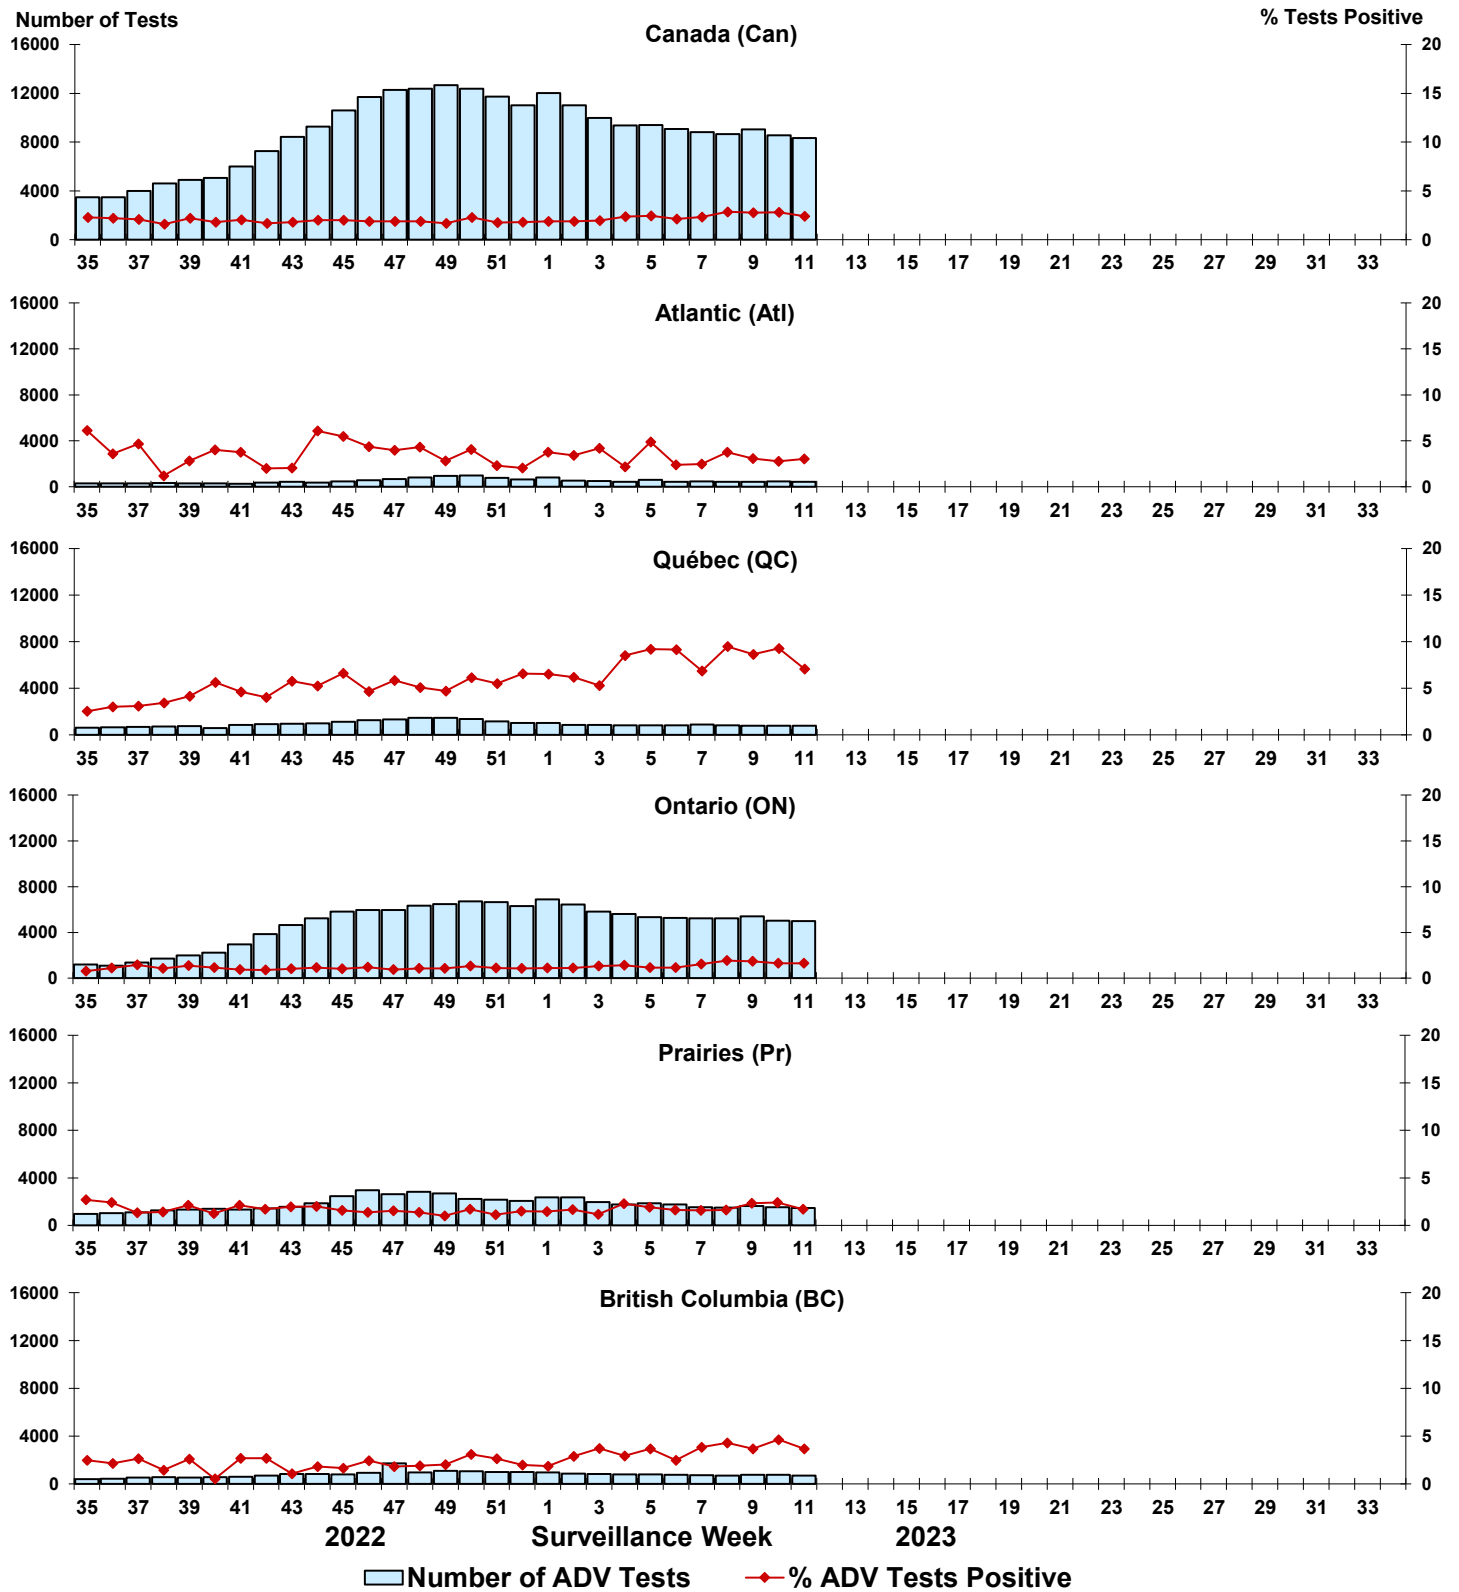 Number of Tests
% Tests Positive
Canada (Can)
16000 20
12000 15
8000 10
4000 5
0 0
35 37 39 41 43 45 47 49 51 1 3 5 7 9 11 13 15 17 19 21 23 25 27 29 31 33
Atlantic (Atl)
16000 20
12000 15
8000 10
4000 5
0 0
35 37 39 41 43 45 47 49 51 1 3 5 7 9 11 13 15 17 19 21 23 25 27 29 31 33
Québec (QC)
16000 20
12000 15
8000 10
4000 5
0 0
35 37 39 41 43 45 47 49 51 1 3 5 7 9 11 13 15 17 19 21 23 25 27 29 31 33
Ontario (ON)
16000 20
12000 15
8000 10
4000 5
0 0
35 37 39 41 43 45 47 49 51 1 3 5 7 9 11 13 15 17 19 21 23 25 27 29 31 33
Prairies (Pr)
16000 20
12000 15
8000 10
4000 5
0 0
35 37 39 41 43 45 47 49 51 1 3 5 7 9 11 13 15 17 19 21 23 25 27 29 31 33
British Columbia (BC)
16000 20
12000 15
8000 10
4000 5
0 0
35 37 39 41 43 45 47 49 51 1 3 5 7 9 11 13 15 17 19 21 23 25 27 29 31 33
2022 Surveillance Week 2023
Number of ADV Tests % ADV Tests Positive